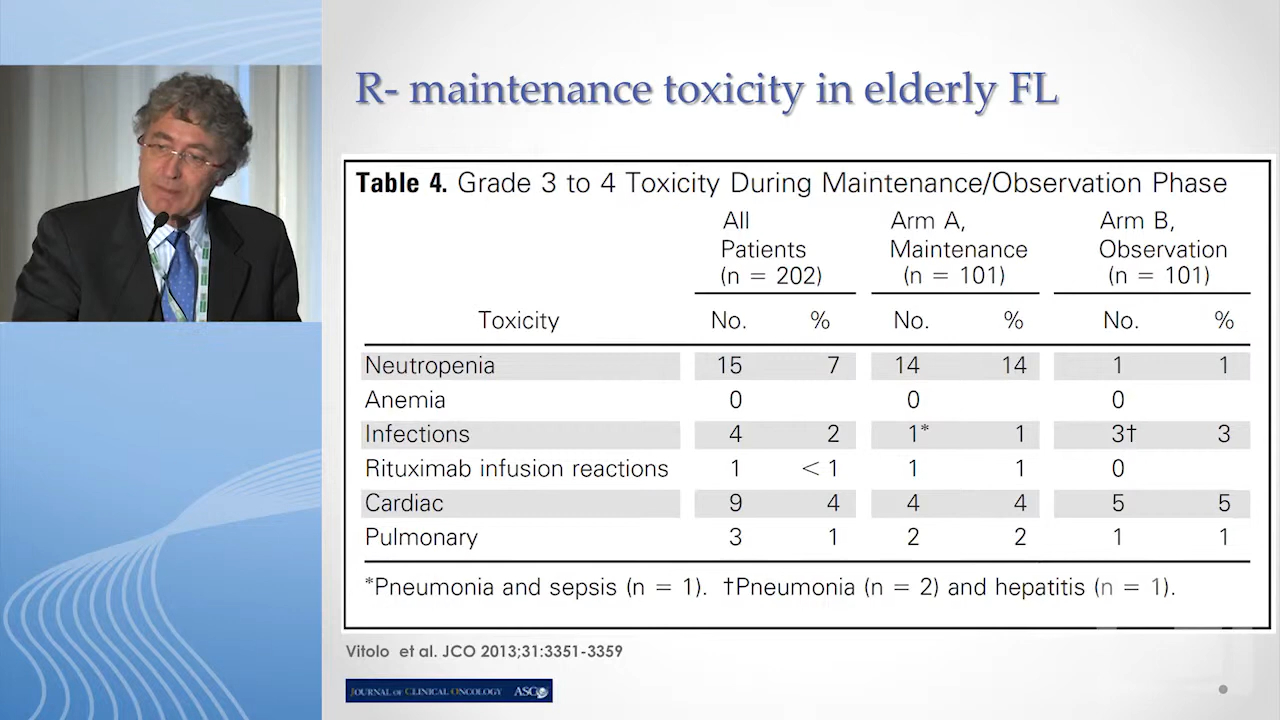 R- maintenance toxicity in elderly FL
Table 4. Grade 3 to 4 Toxicity During Maintenance/Observation Phase
All Patients (n = 202) Arm A, Maintenance (n = 101) Arm B, Observation (n = 101)
Toxicity No. % No. % No. %
Neutropenia 15 7 14 14 1 1
Anemia 0 0 0
Infections 4 2 1* 1 3† 3
Rituximab infusion reactions 1 < 1 1 1 0
Cardiac 9 4 4 4 5 5
Pulmonary 3 1 2 2 1 1
*Pneumonia and sepsis (n = 1). †Pneumonia (n = 2) and hepatitis (n = 1).
Vitolo et al. JCO 2013;31:3351-3359
JOURNAL OF CLINICAL ONCOLOGY ASCO